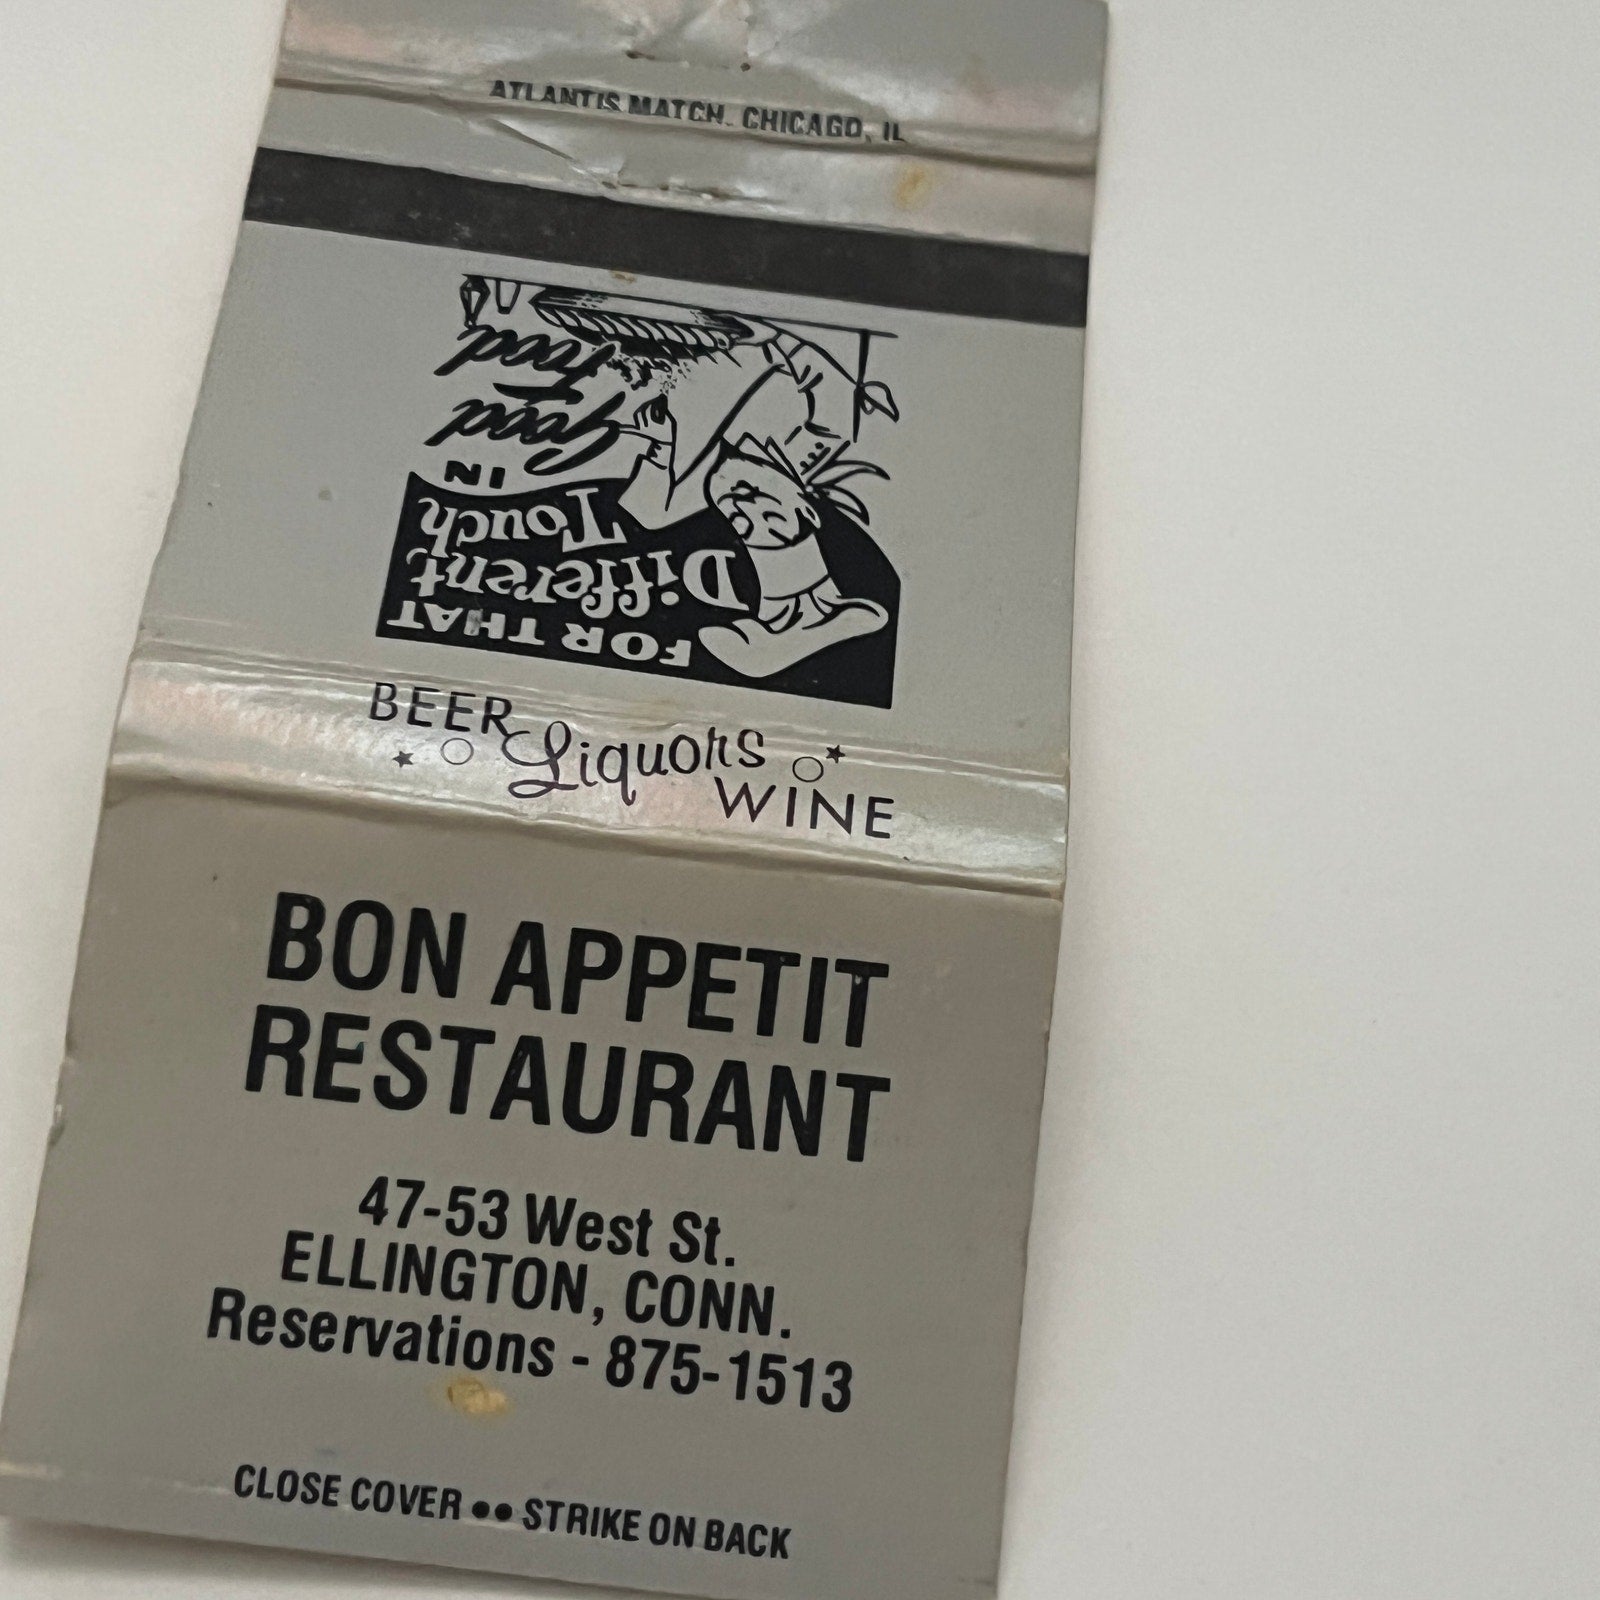 ATLANTIS MATCH. CHICAGO, IL
FOR THAT
Different
Touch
IN
Good
Food
BEER
Liquors
WINE
BON APPETIT
RESTAURANT
47-53 West St.
ELLINGTON, CONN.
Reservations - 875-1513
CLOSE COVER •• STRIKE ON BACK